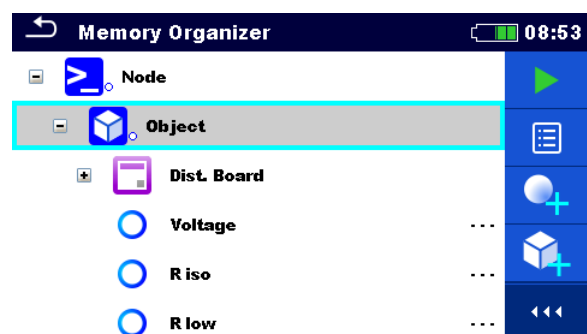 Memory Organizer 08:53
Node
Object
Dist. Board
Voltage ---
R iso ---
R low ---